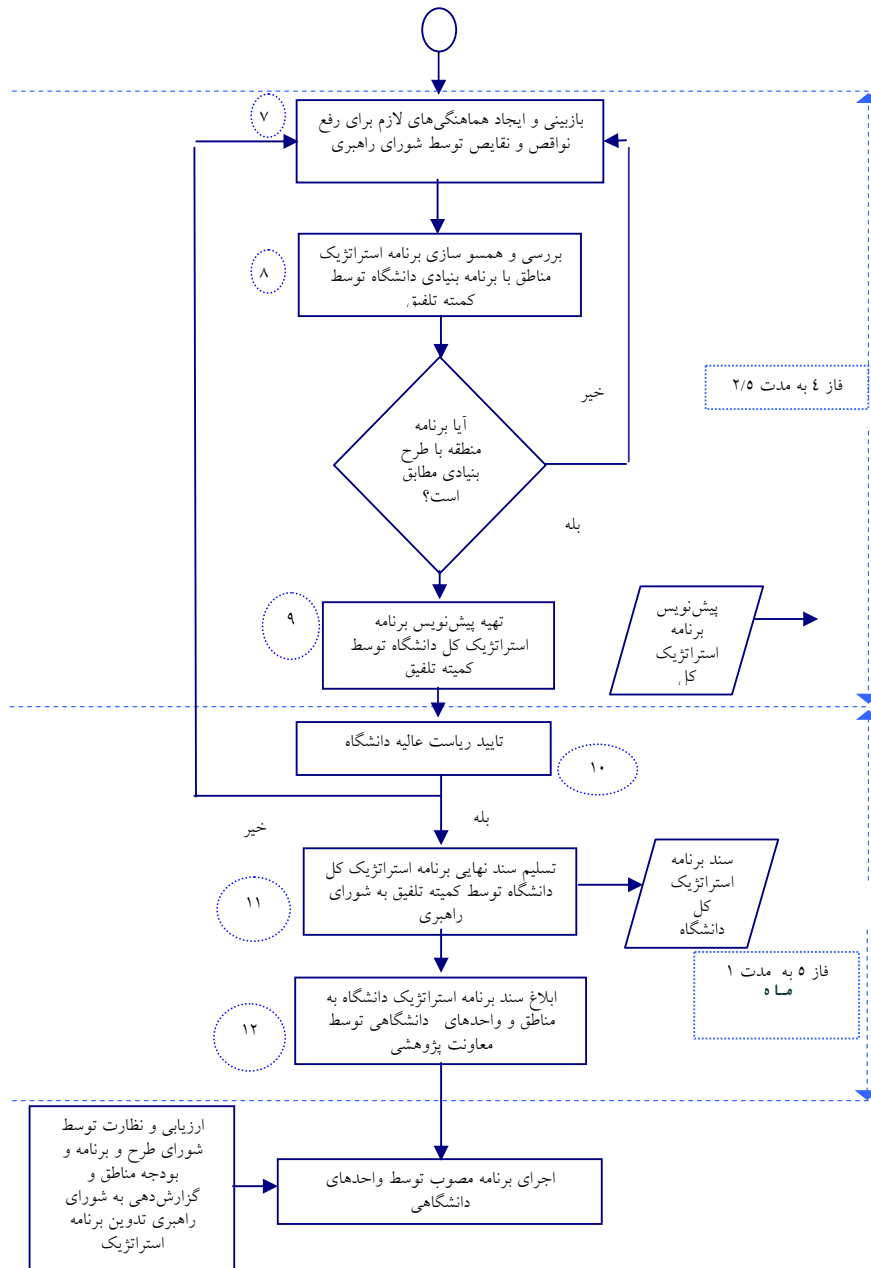 ۷
بازبینی و ایجاد هماهنگی‌های لازم برای رفع
نواقص و نقایص توسط شورای راهبری
۸
بررسی و همسو سازی برنامه استراتژیک
مناطق با برنامه بنیادی دانشگاه توسط
کمیته تلفیق
فاز ٤ به مدت ۲/۵
خیر
آیا برنامه
منطقه با طرح
بنیادی مطابق
است؟
بله
۹
تهیه پیش‌نویس برنامه
استراتژیک کل دانشگاه توسط
کمیته تلفیق
پیش‌نویس
برنامه
استراتژیک
کل
تایید ریاست عالیه دانشگاه
۱۰
بله
خیر
۱۱
تسلیم سند نهایی برنامه استراتژیک کل
دانشگاه توسط کمیته تلفیق به شورای
راهبری
سند برنامه
استراتژیک
کل
دانشگاه
فاز ٥ به مدت ۱
ماه
۱۲
ابلاغ سند برنامه استراتژیک دانشگاه به
مناطق و واحدهای دانشگاهی توسط
معاونت پژوهشی
ارزیابی و نظارت توسط
شورای طرح و برنامه و
بودجه مناطق و
گزارش‌دهی به شورای
راهبری تدوین برنامه
استراتژیک
اجرای برنامه مصوب توسط واحدهای
دانشگاهی